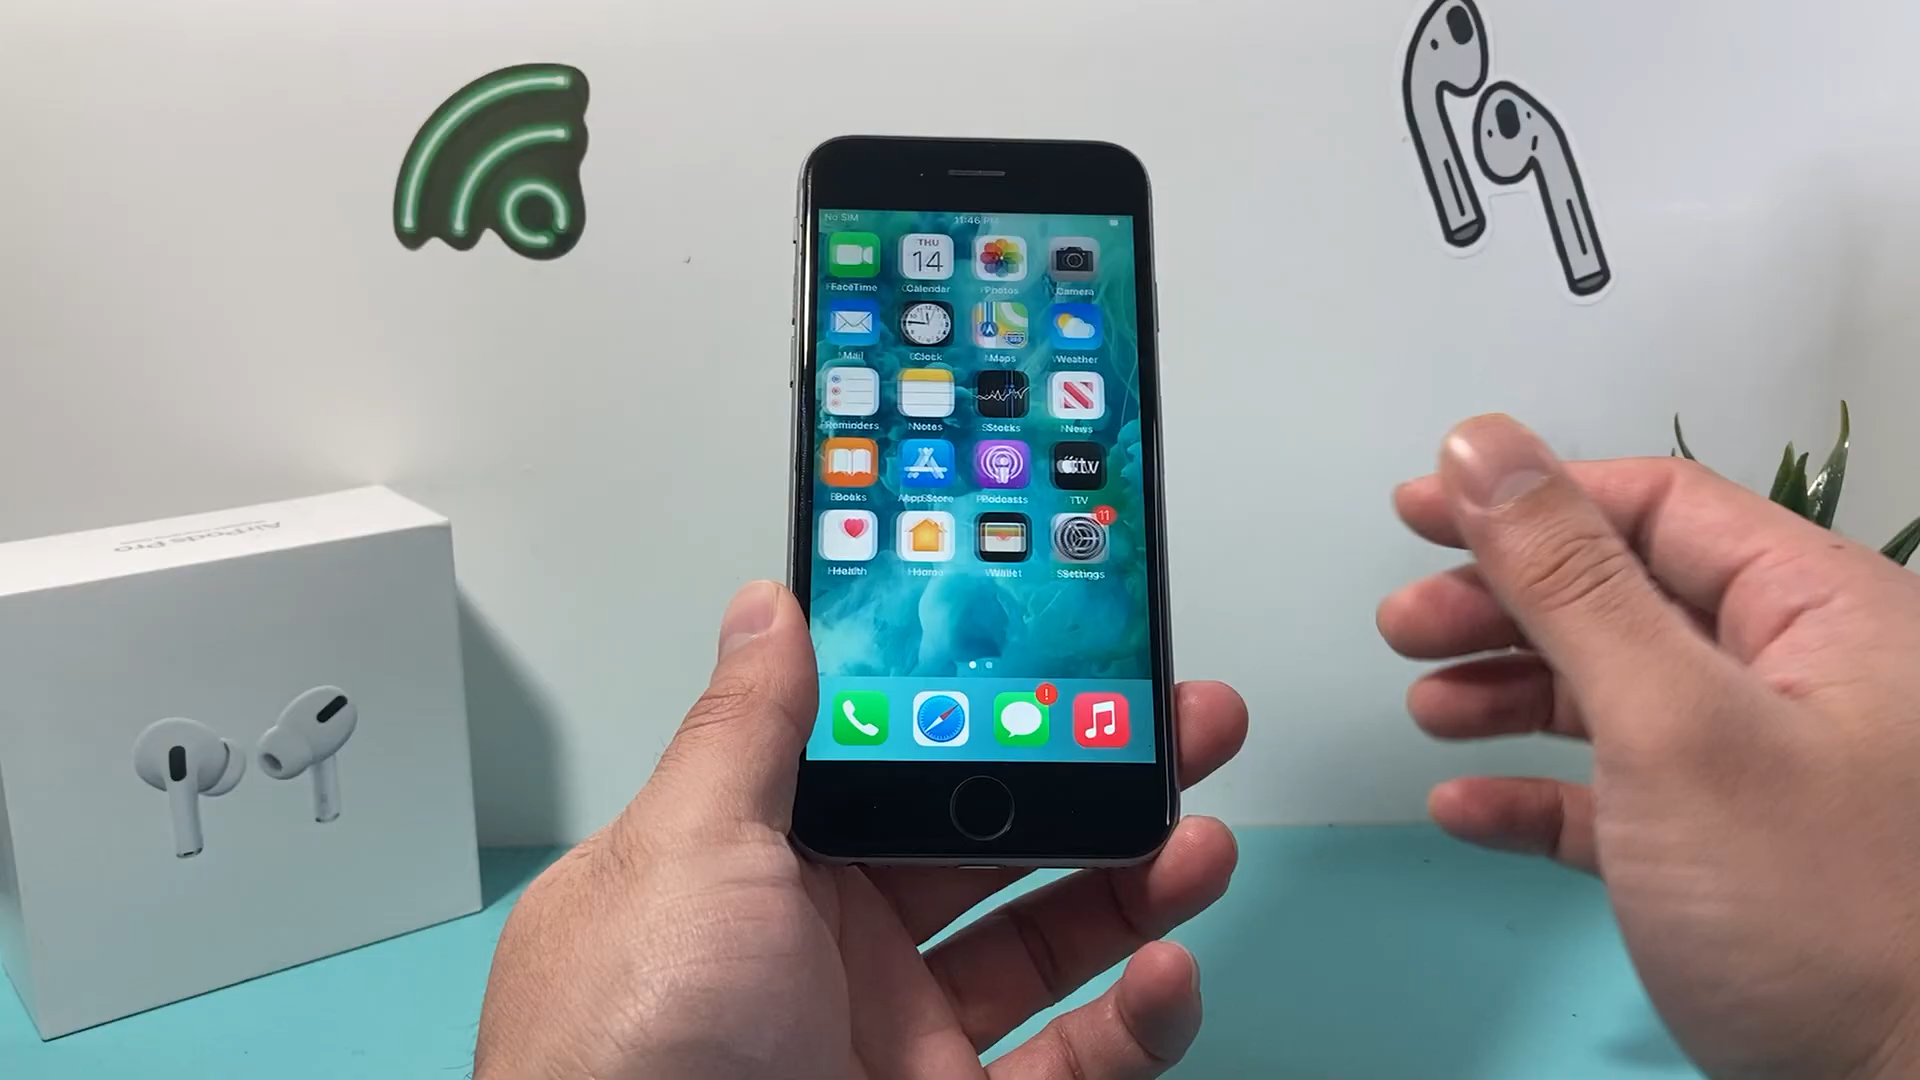 No SIM 11:46 PM
THU
14
FaceTime Calendar Photos Camera
Mail Clock Maps Weather
Reminders Notes Stocks News
tv
Books App Store Podcasts TV
11
Health Home Wallet Settings
!
AirPods Pro